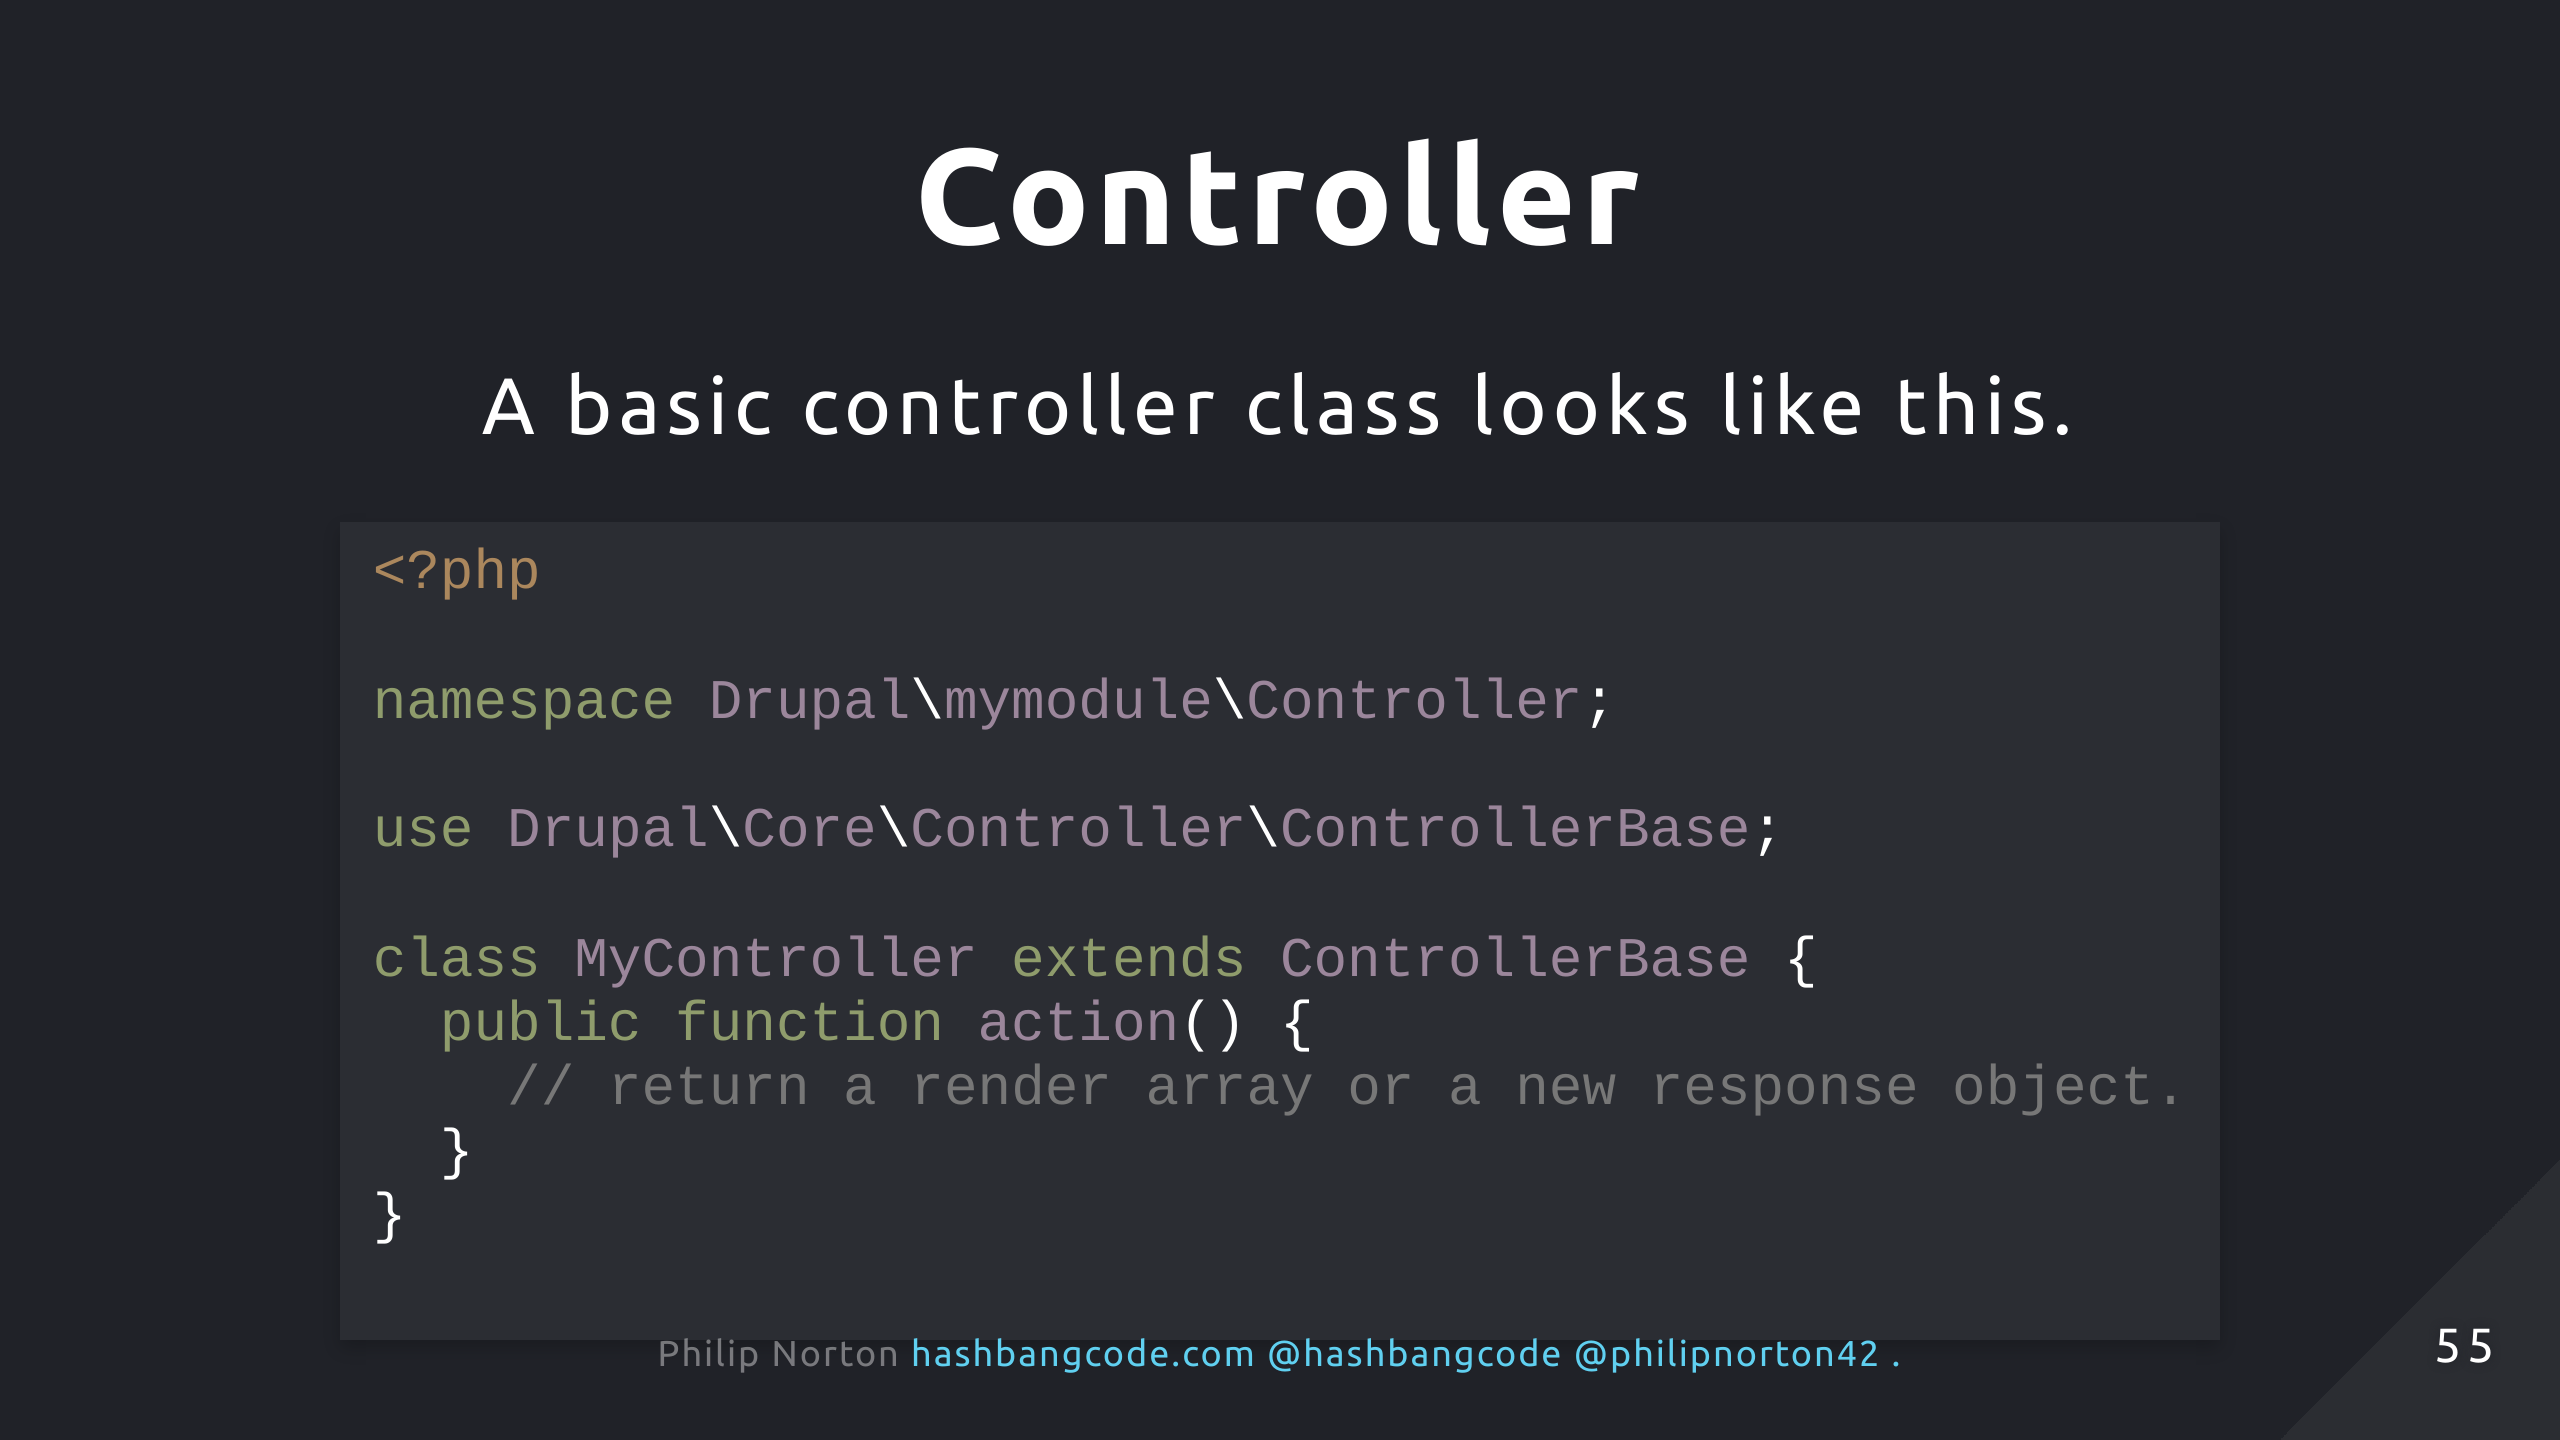 Controller
A basic controller class looks like this.
<?php
namespace Drupal\mymodule\Controller;
use Drupal\Core\Controller\ControllerBase;
class MyController extends ControllerBase {
  public function action() {
    // return a render array or a new response object.
  }
}
Philip Norton hashbangcode.com @hashbangcode @philipnorton42 .
55